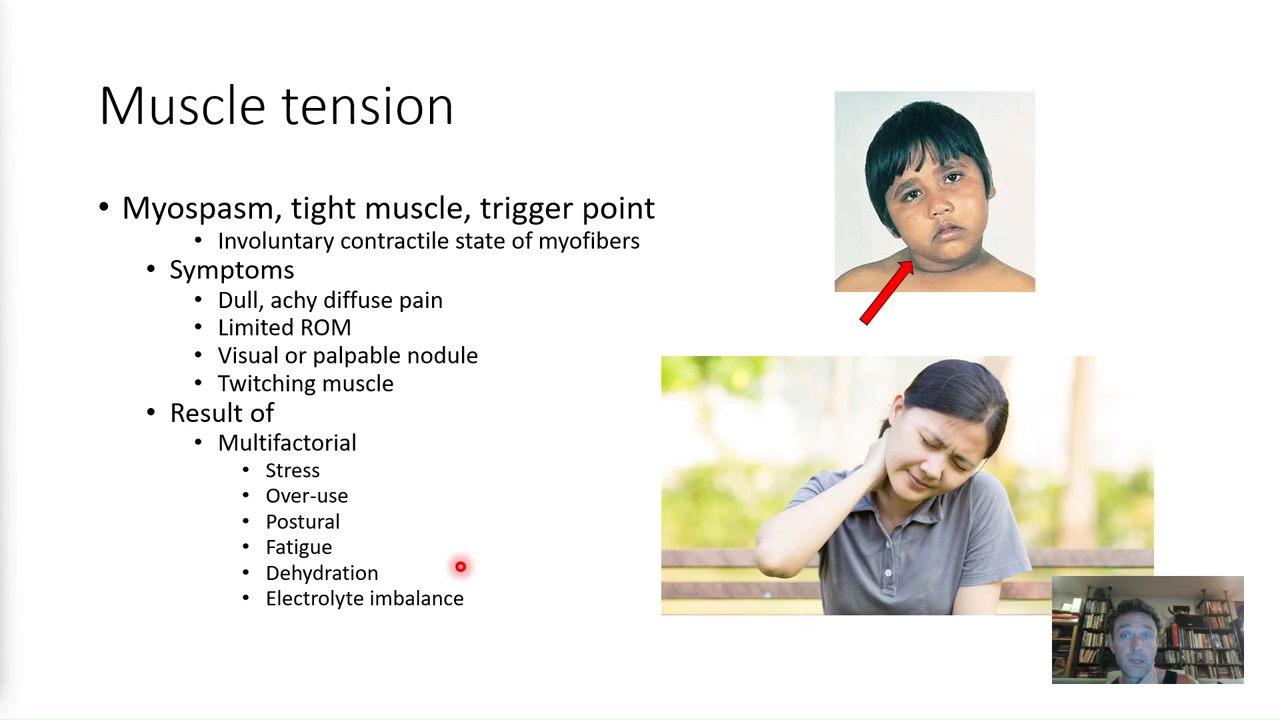 Muscle tension
• Myospasm, tight muscle, trigger point
• Involuntary contractile state of myofibers
• Symptoms
• Dull, achy diffuse pain
• Limited ROM
• Visual or palpable nodule
• Twitching muscle
• Result of
• Multifactorial
• Stress
• Over-use
• Postural
• Fatigue
• Dehydration
• Electrolyte imbalance